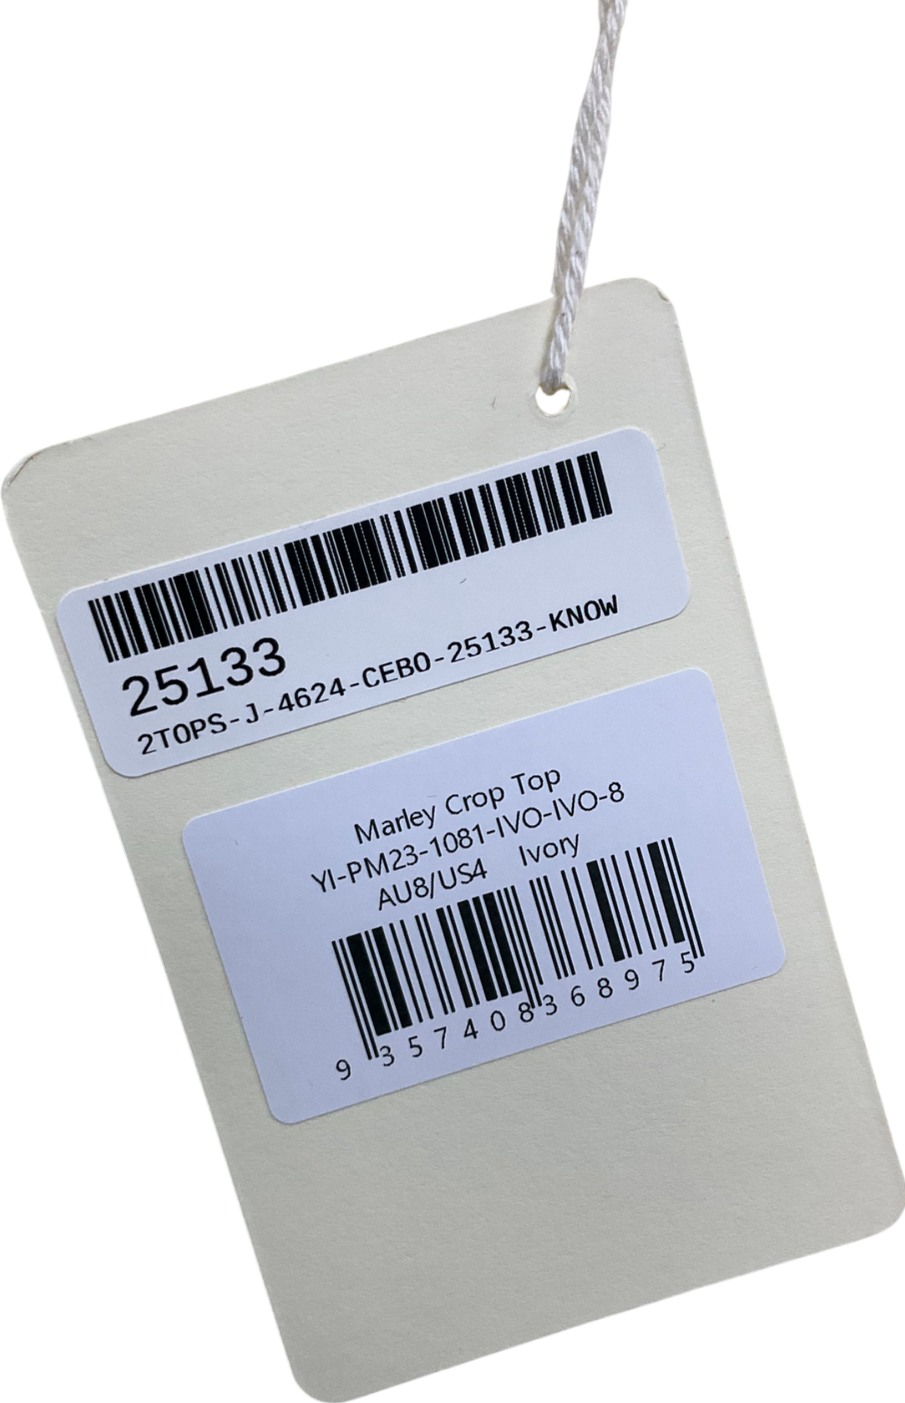 25133
2TOPS-J-4624-CEBO-25133-KNOW
Marley Crop Top
YI-PM23-1081-IVO-IVO-8
AU8/US4 Ivory
9 357408 368975